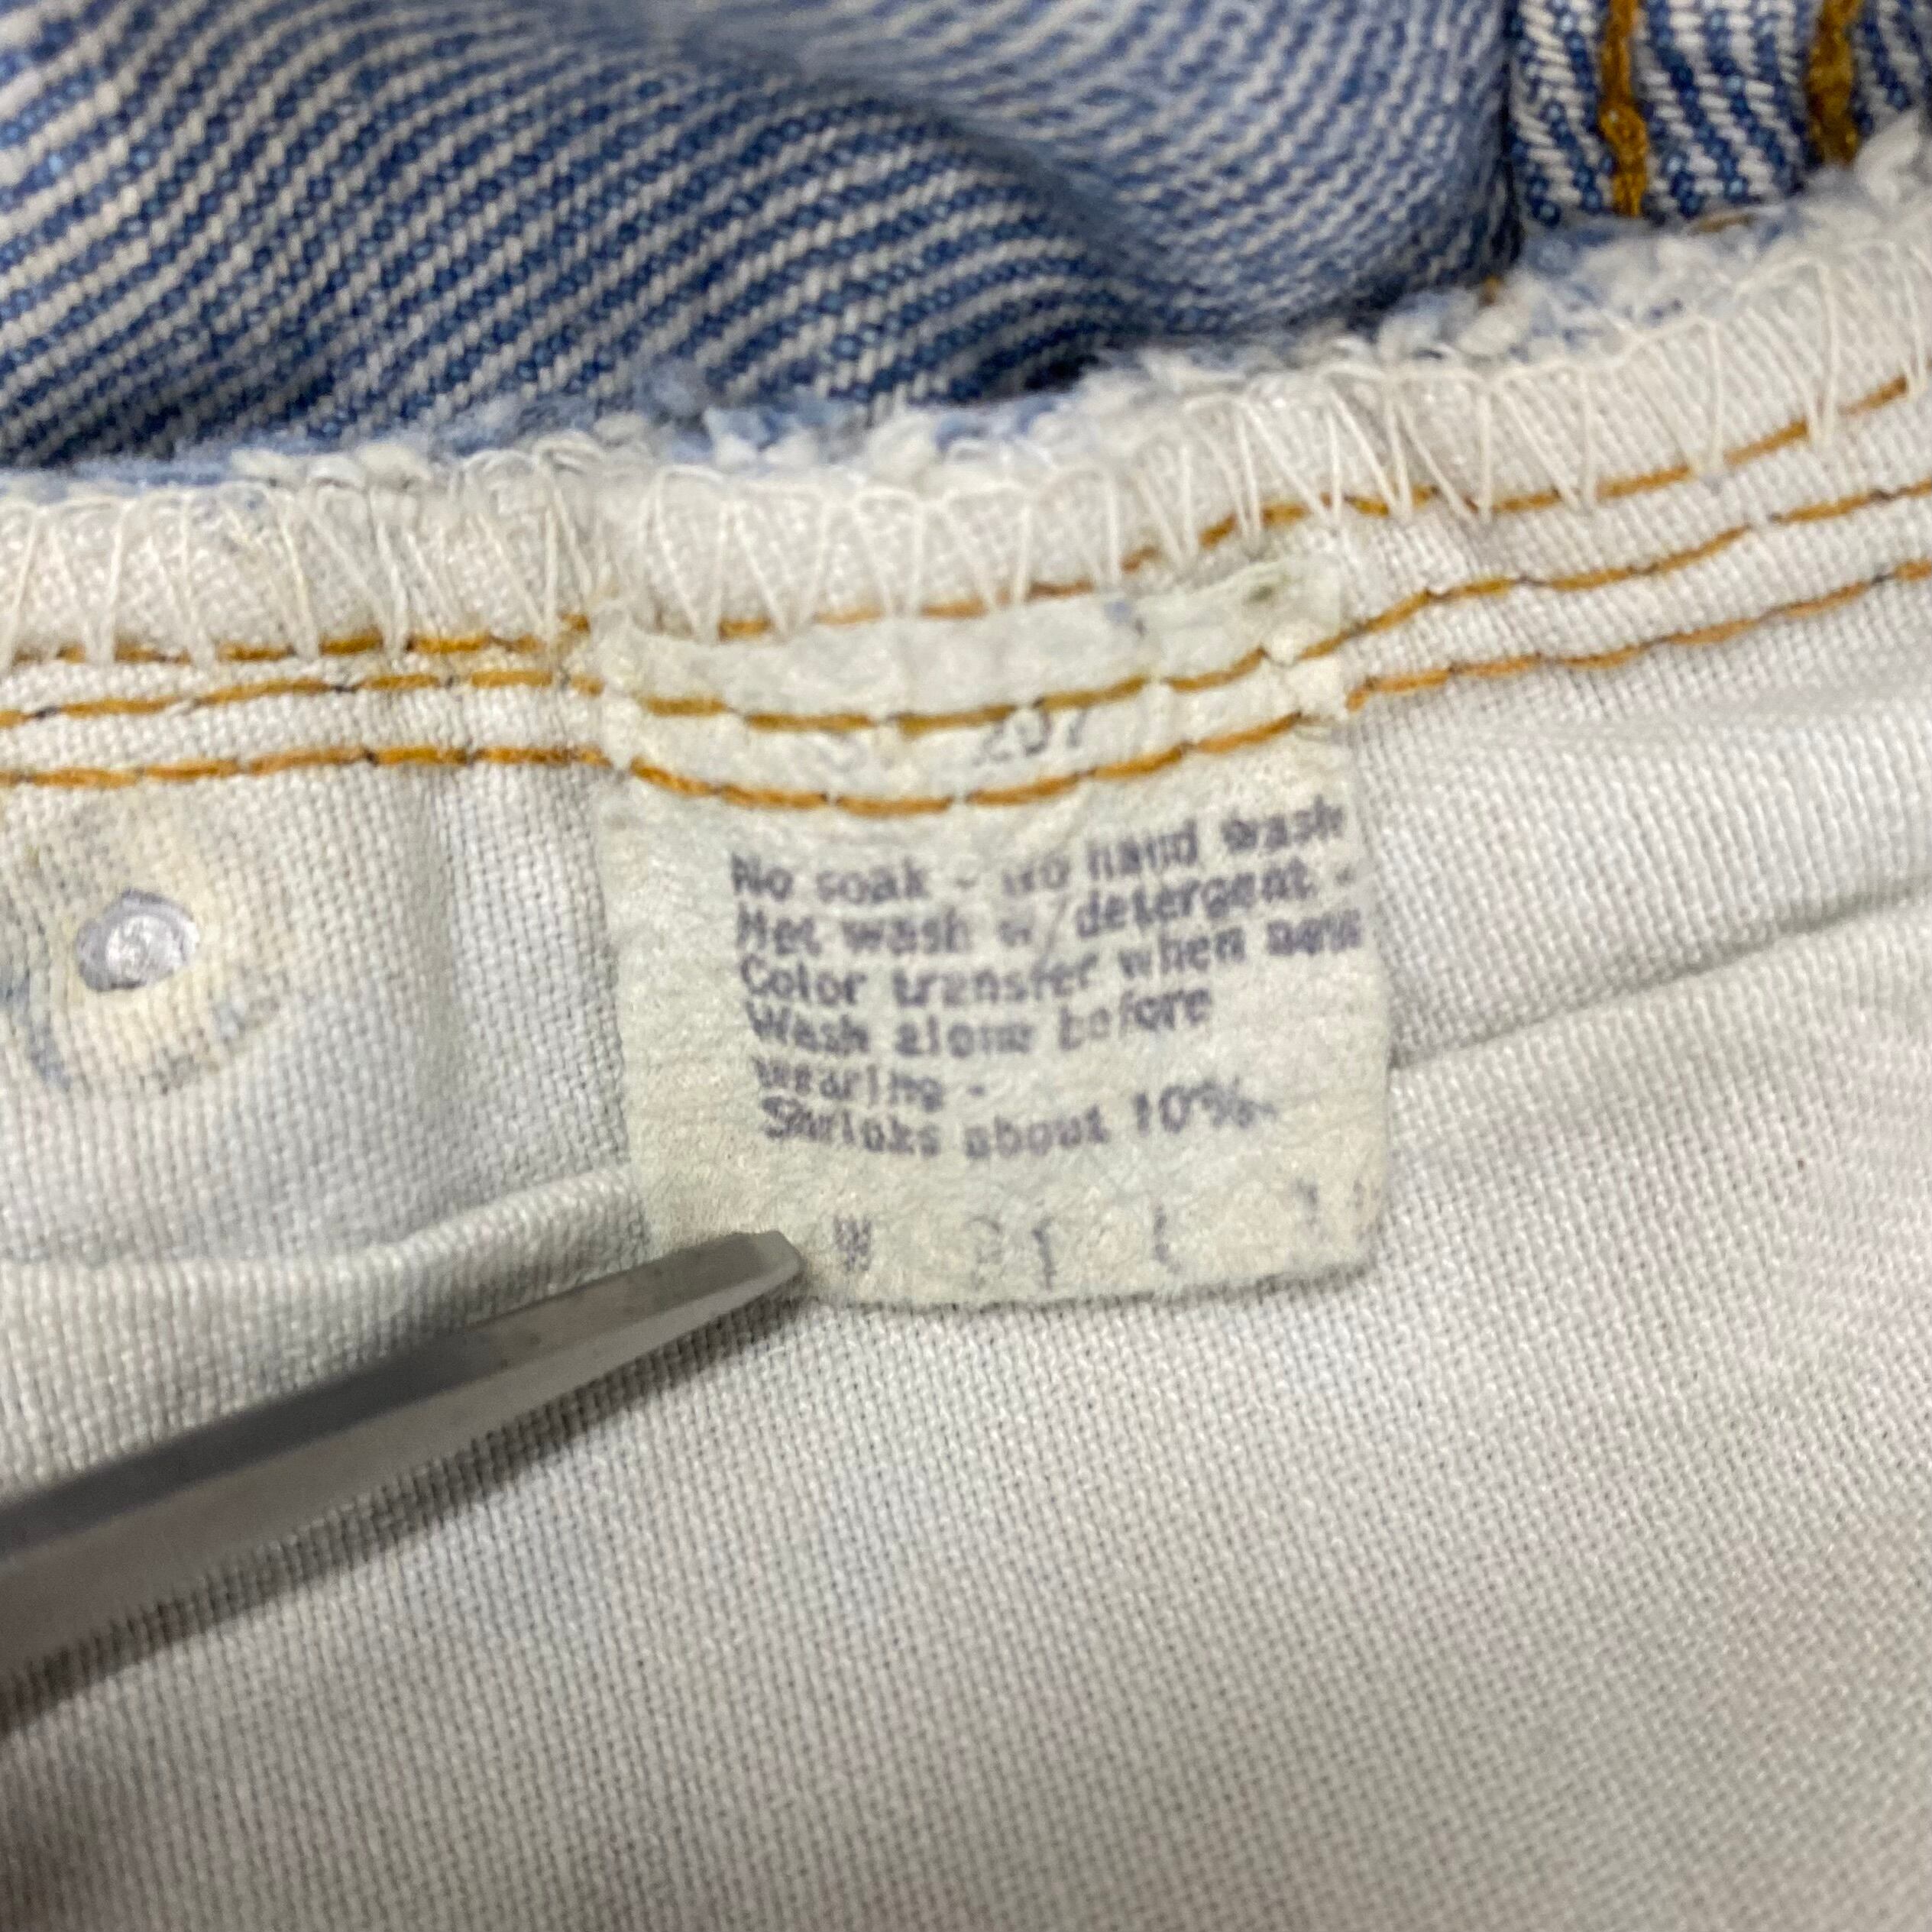 207
No soak - No hand wash
Hot wash w/detergent -
Color transfer when new
Wash alone before
wearing -
Shrinks about 10%
W